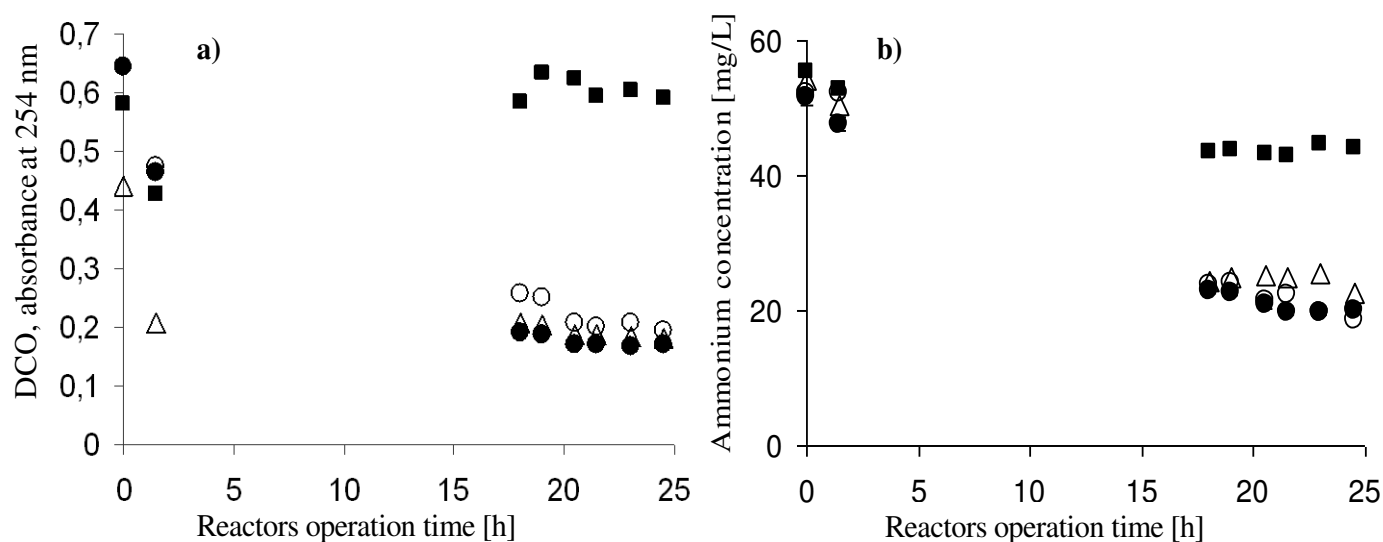 a)
DCO, absorbance at 254 nm
0,7
0,6
0,5
0,4
0,3
0,2
0,1
0
0 5 10 15 20 25
Reactors operation time [h]
b)
Ammonium concentration [mg/L]
60
40
20
0
0 5 10 15 20 25
Reactors operation time [h]